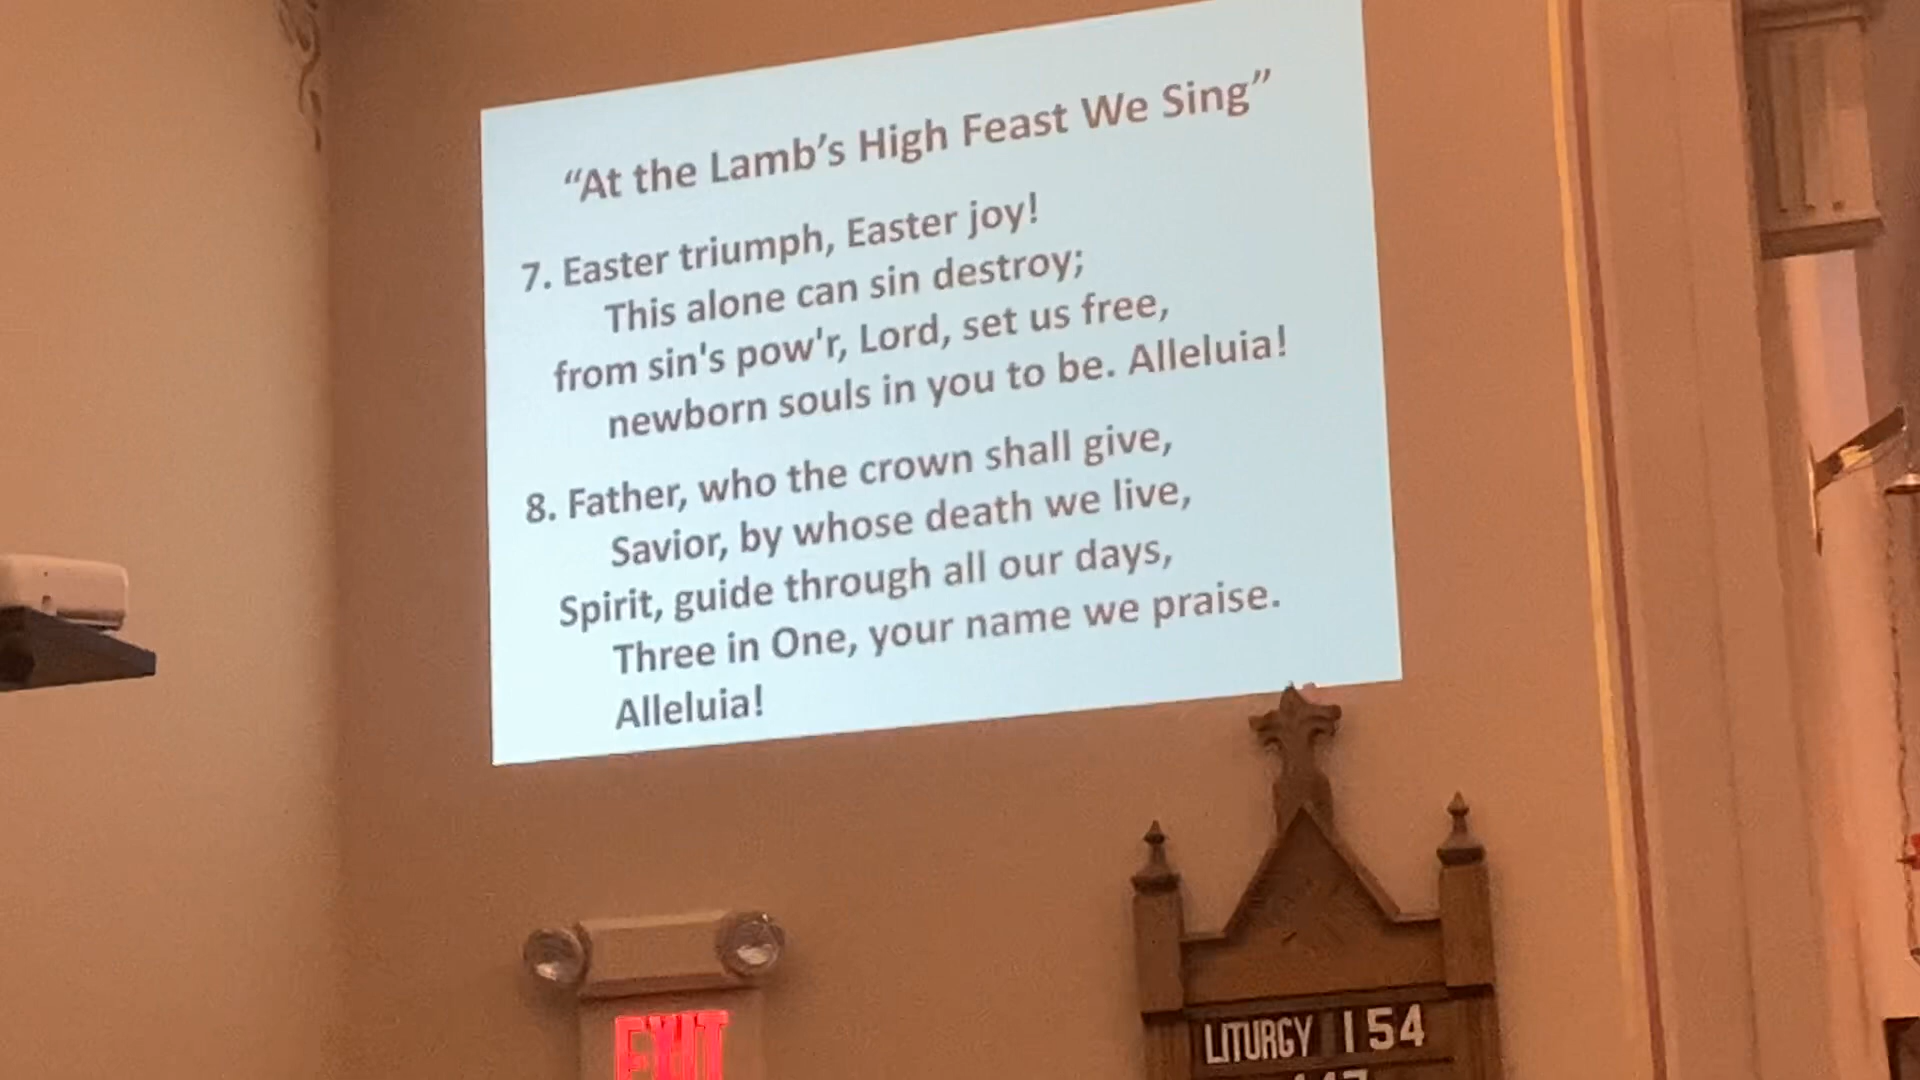 “At the Lamb’s High Feast We Sing”
7. Easter triumph, Easter joy!
This alone can sin destroy;
from sin's pow'r, Lord, set us free,
newborn souls in you to be. Alleluia!
8. Father, who the crown shall give,
Savior, by whose death we live,
Spirit, guide through all our days,
Three in One, your name we praise.
Alleluia!
EXIT
LITURGY 154